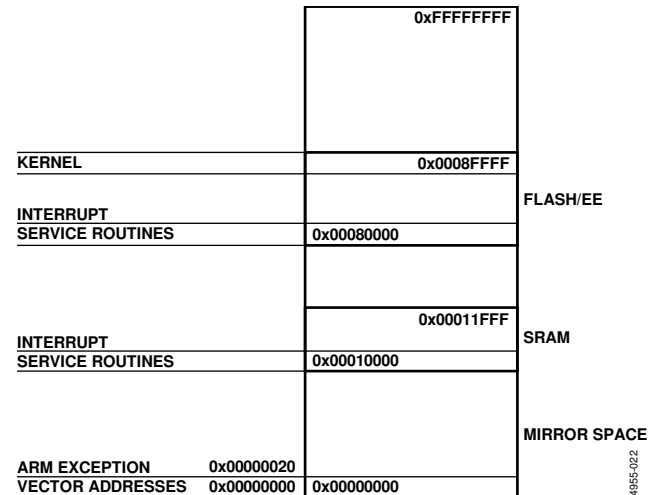 0xFFFFFFFF
KERNEL 0x0008FFFF
FLASH/EE
INTERRUPT
SERVICE ROUTINES 0x00080000
0x00011FFF
SRAM
INTERRUPT
SERVICE ROUTINES 0x00010000
MIRROR SPACE
ARM EXCEPTION 0x00000020
VECTOR ADDRESSES 0x00000000 0x00000000
4955-022